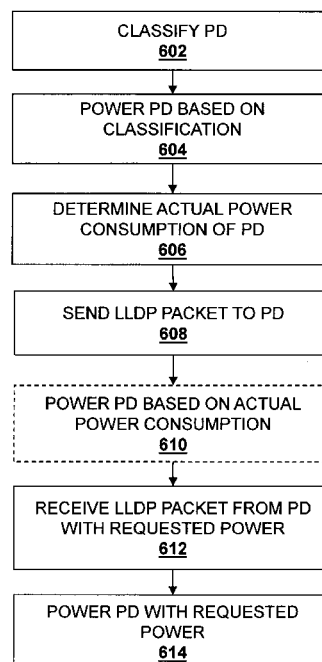 CLASSIFY PD
602
POWER PD BASED ON
CLASSIFICATION
604
DETERMINE ACTUAL POWER
CONSUMPTION OF PD
606
SEND LLDP PACKET TO PD
608
POWER PD BASED ON ACTUAL
POWER CONSUMPTION
610
RECEIVE LLDP PACKET FROM PD
WITH REQUESTED POWER
612
POWER PD WITH REQUESTED
POWER
614